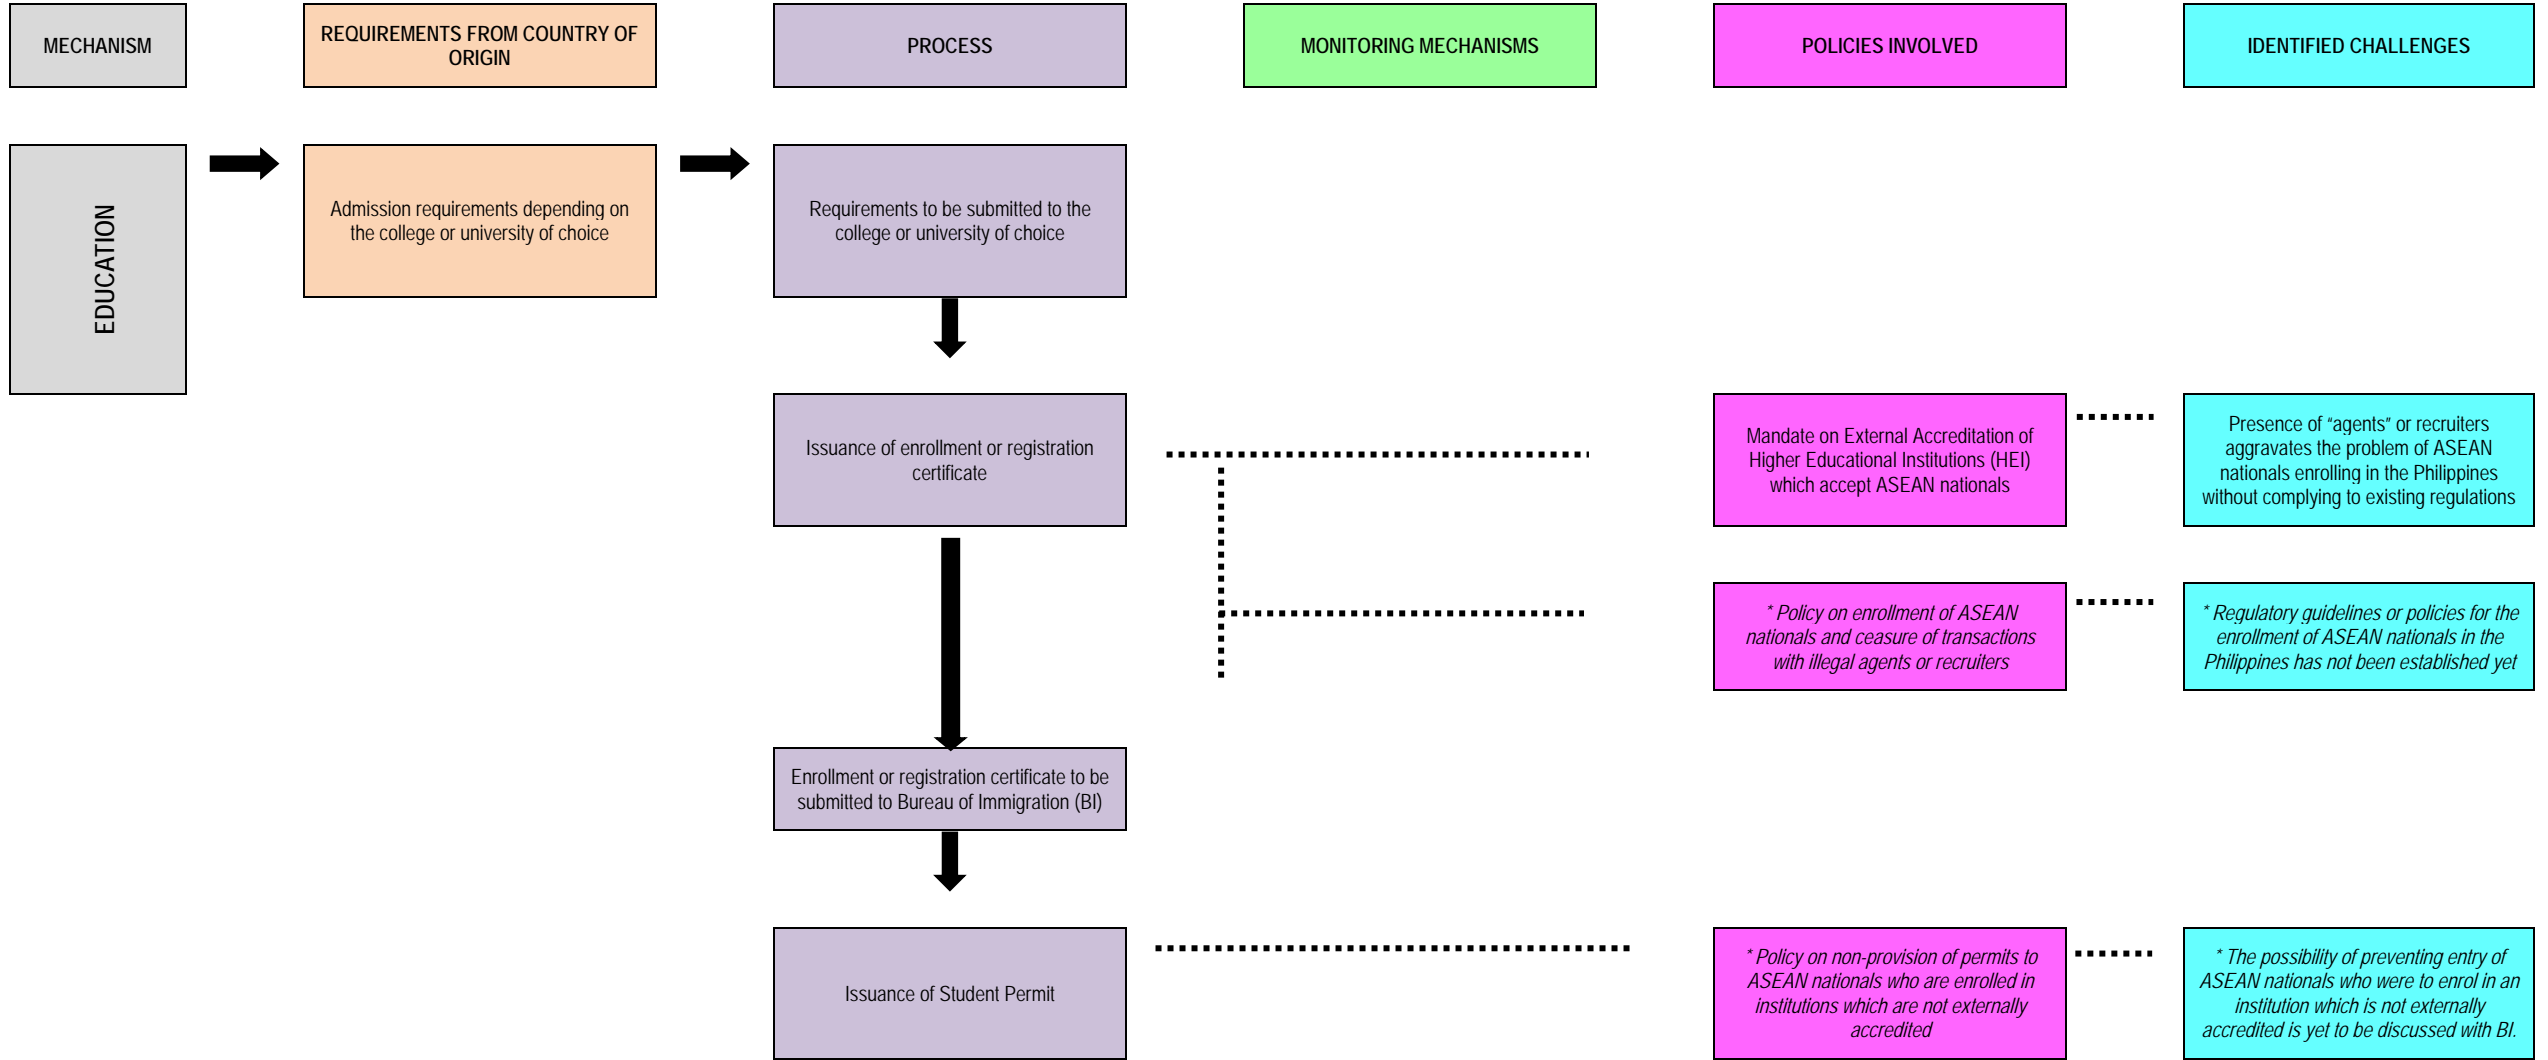 MECHANISM
REQUIREMENTS FROM COUNTRY OF
ORIGIN
PROCESS
MONITORING MECHANISMS
POLICIES INVOLVED
IDENTIFIED CHALLENGES
EDUCATION
Admission requirements depending on
the college or university of choice
Requirements to be submitted to the
college or university of choice
Issuance of enrollment or registration
certificate
Mandate on External Accreditation of
Higher Educational Institutions (HEI)
which accept ASEAN nationals
Presence of “agents” or recruiters
aggravates the problem of ASEAN
nationals enrolling in the Philippines
without complying to existing regulations
* Policy on enrollment of ASEAN
nationals and ceasure of transactions
with illegal agents or recruiters
* Regulatory guidelines or policies for the
enrollment of ASEAN nationals in the
Philippines has not been established yet
Enrollment or registration certificate to be
submitted to Bureau of Immigration (BI)
Issuance of Student Permit
* Policy on non-provision of permits to
ASEAN nationals who are enrolled in
institutions which are not externally
accredited
* The possibility of preventing entry of
ASEAN nationals who were to enrol in an
institution which is not externally
accredited is yet to be discussed with BI.